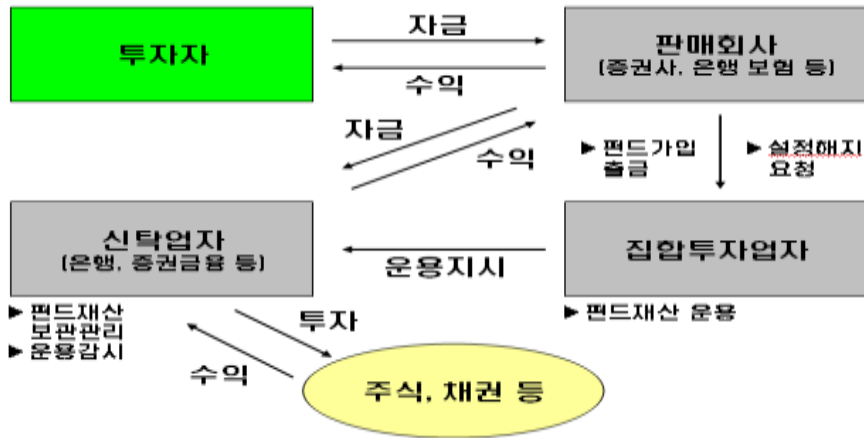 투자자
자금
수익
판매회사
(증권사, 은행 보험 등)
자금
수익
▶ 펀드가입
출금
▶ 설정해지
요청
신탁업자
(은행, 증권금융 등)
운용지시
집합투자업자
▶ 펀드재산
보관관리
▶ 운용감시
투자
수익
▶ 펀드재산 운용
주식, 채권 등